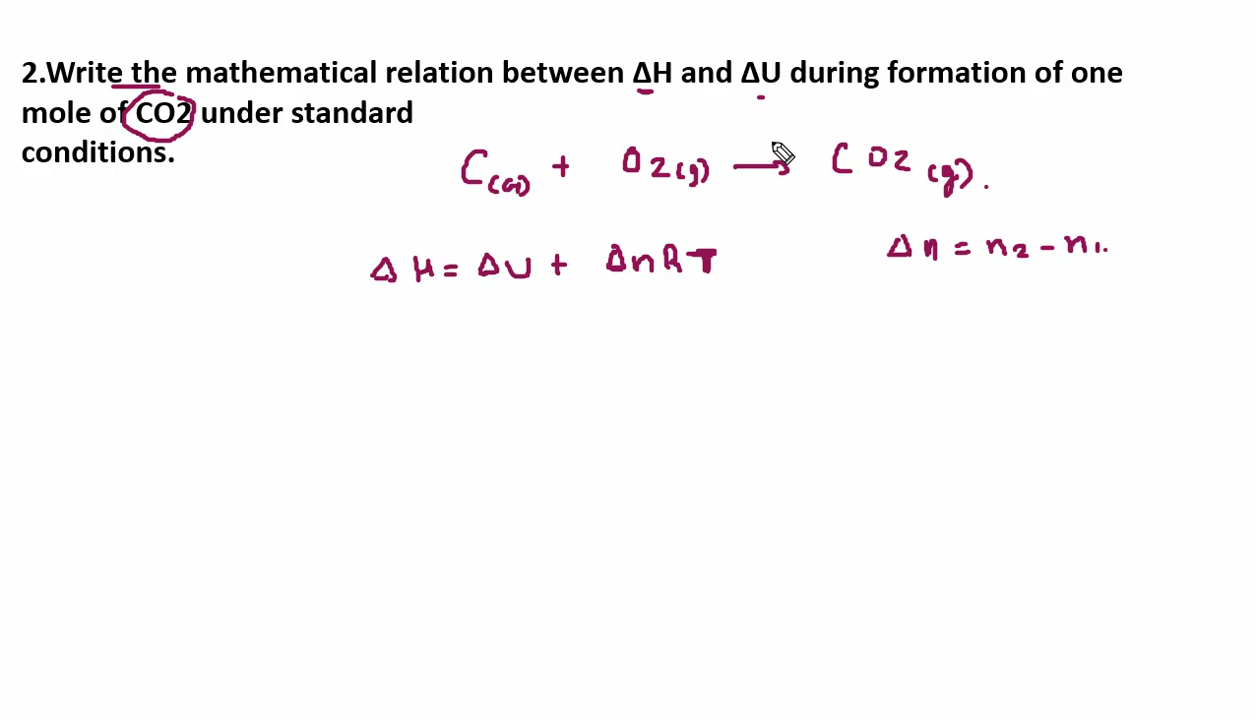 2.Write the mathematical relation between ΔH and ΔU during formation of one
mole of CO2 under standard
conditions.
C + O2(g) → CO2(g).
ΔH = ΔU + ΔnRT
Δn = n2 - n1.